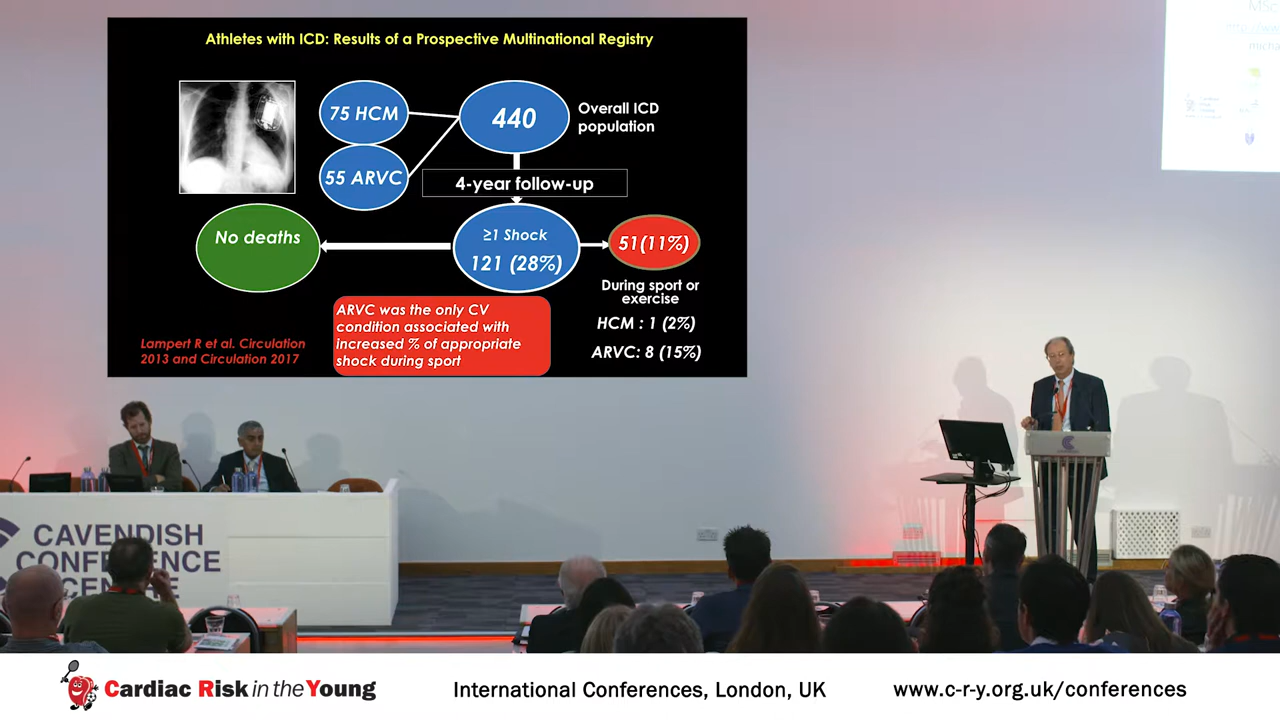 Athletes with ICD: Results of a Prospective Multinational Registry
75 HCM
440
Overall ICD
population
55 ARVC
4-year follow-up
No deaths
≥1 Shock
121 (28%)
51(11%)
During sport or
exercise
HCM : 1 (2%)
ARVC: 8 (15%)
ARVC was the only CV
condition associated with
increased % of appropriate
shock during sport
Lampert R et al. Circulation
2013 and Circulation 2017
MSc
CAVENDISH
CONFERENCE
CENTRE
Cardiac Risk in the Young
International Conferences, London, UK
www.c-r-y.org.uk/conferences